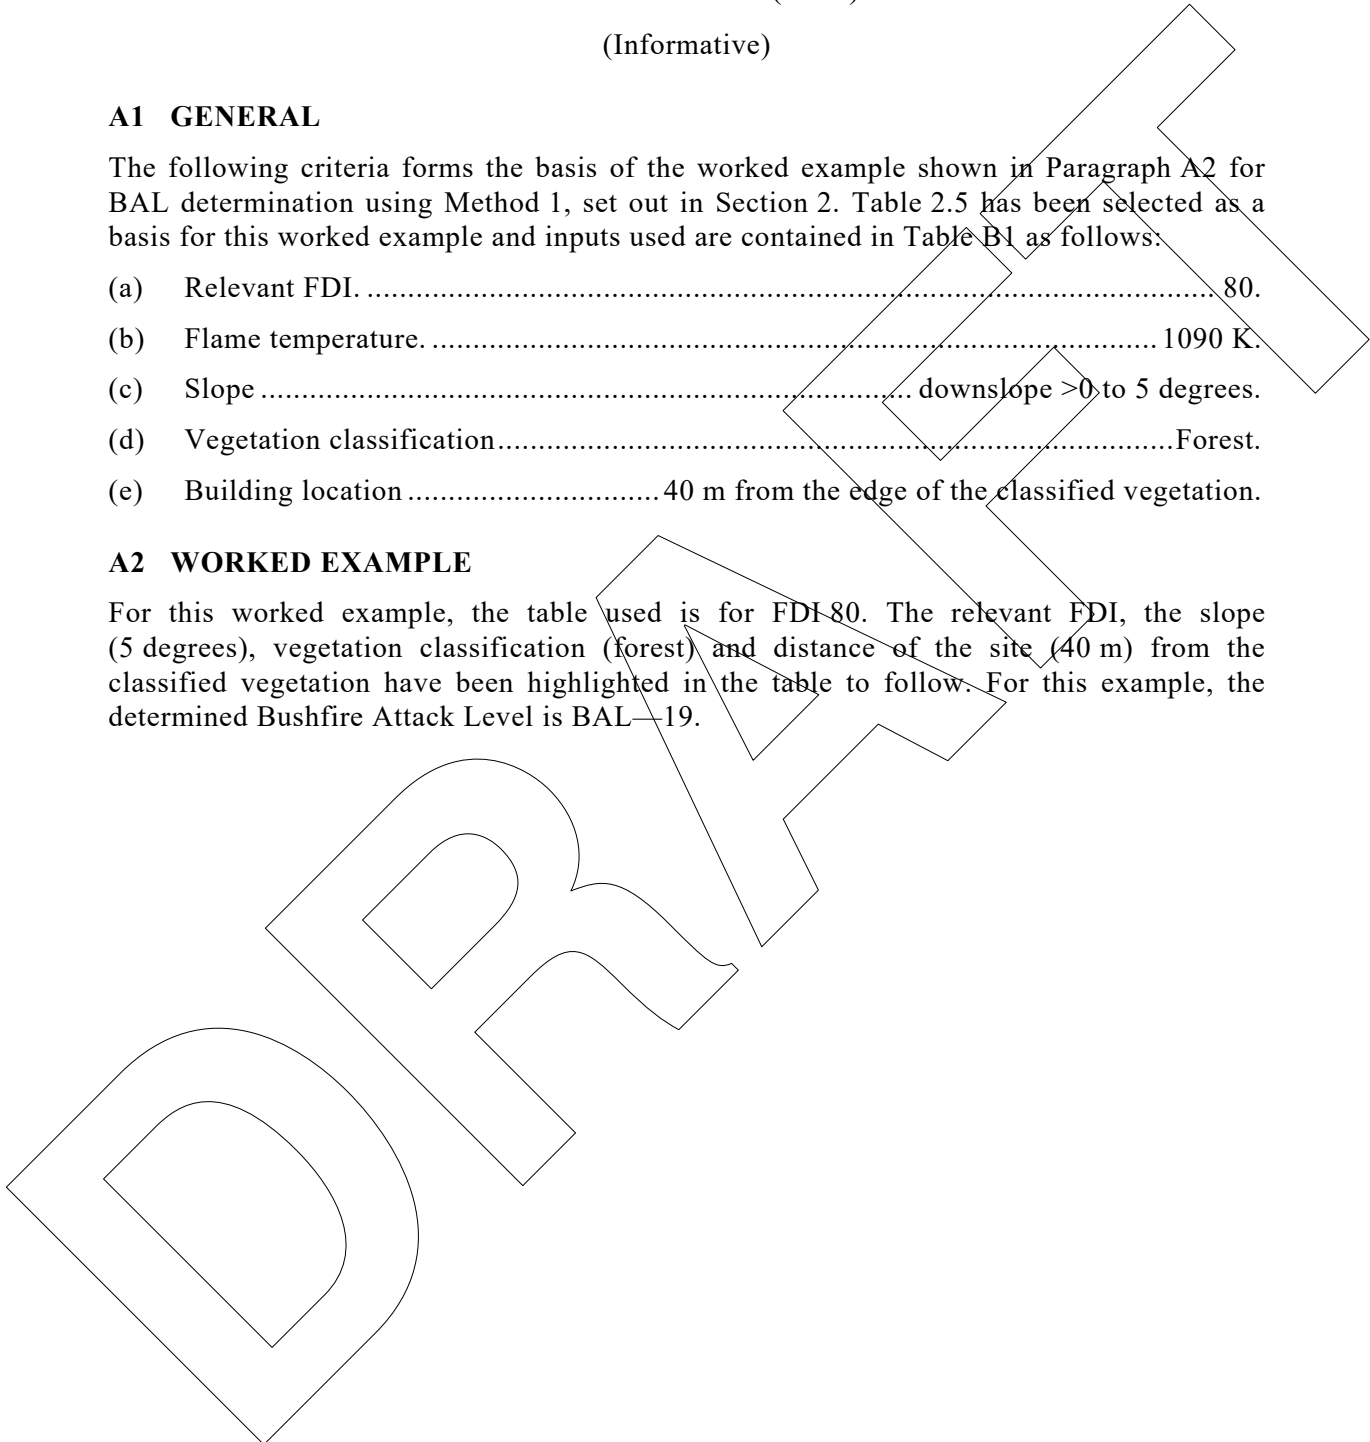 (Informative)
A1 GENERAL
The following criteria forms the basis of the worked example shown in Paragraph A2 for
BAL determination using Method 1, set out in Section 2. Table 2.5 has been selected as a
basis for this worked example and inputs used are contained in Table B1 as follows:
(a) Relevant FDI. ........................................................................................................ 80.
(b) Flame temperature. ......................................................................................... 1090 K.
(c) Slope ................................................................................ downslope >0 to 5 degrees.
(d) Vegetation classification................................................................................... Forest.
(e) Building location ............................... 40 m from the edge of the classified vegetation.
A2 WORKED EXAMPLE
For this worked example, the table used is for FDI 80. The relevant FDI, the slope
(5 degrees), vegetation classification (forest) and distance of the site (40 m) from the
classified vegetation have been highlighted in the table to follow. For this example, the
determined Bushfire Attack Level is BAL—19.
DRAFT